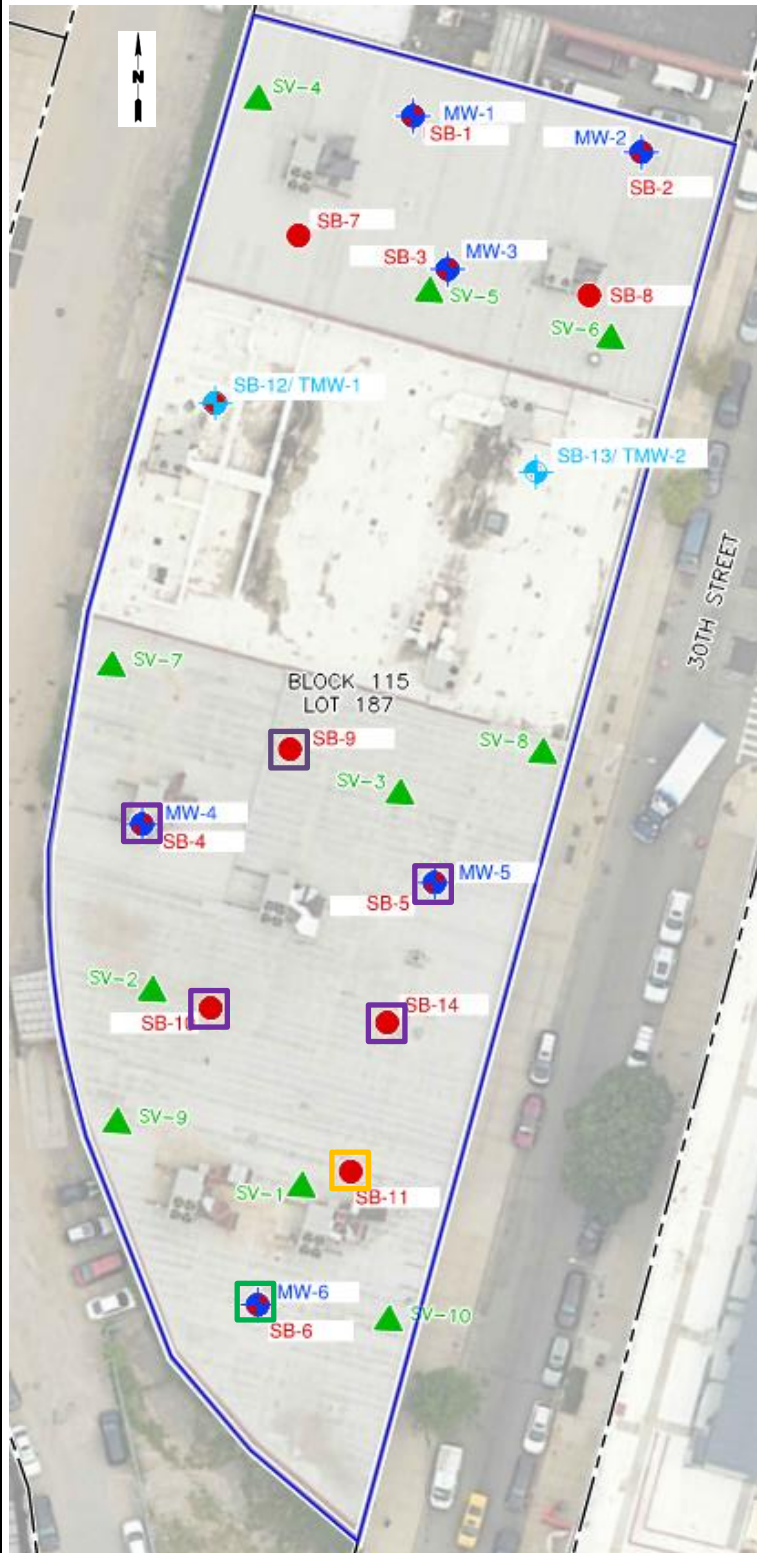 N
SV-4
MW-1
SB-1
MW-2
SB-2
SB-7
SB-3
MW-3
SV-5
SB-8
SV-6
SB-12/ TMW-1
SB-13/ TMW-2
30TH STREET
SV-7
BLOCK 115
LOT 187
SB-9
SV-8
SV-3
MW-4
SB-4
MW-5
SB-5
SV-2
SB-10
SB-14
SV-9
SV-1
SB-11
MW-6
SB-6
SV-10